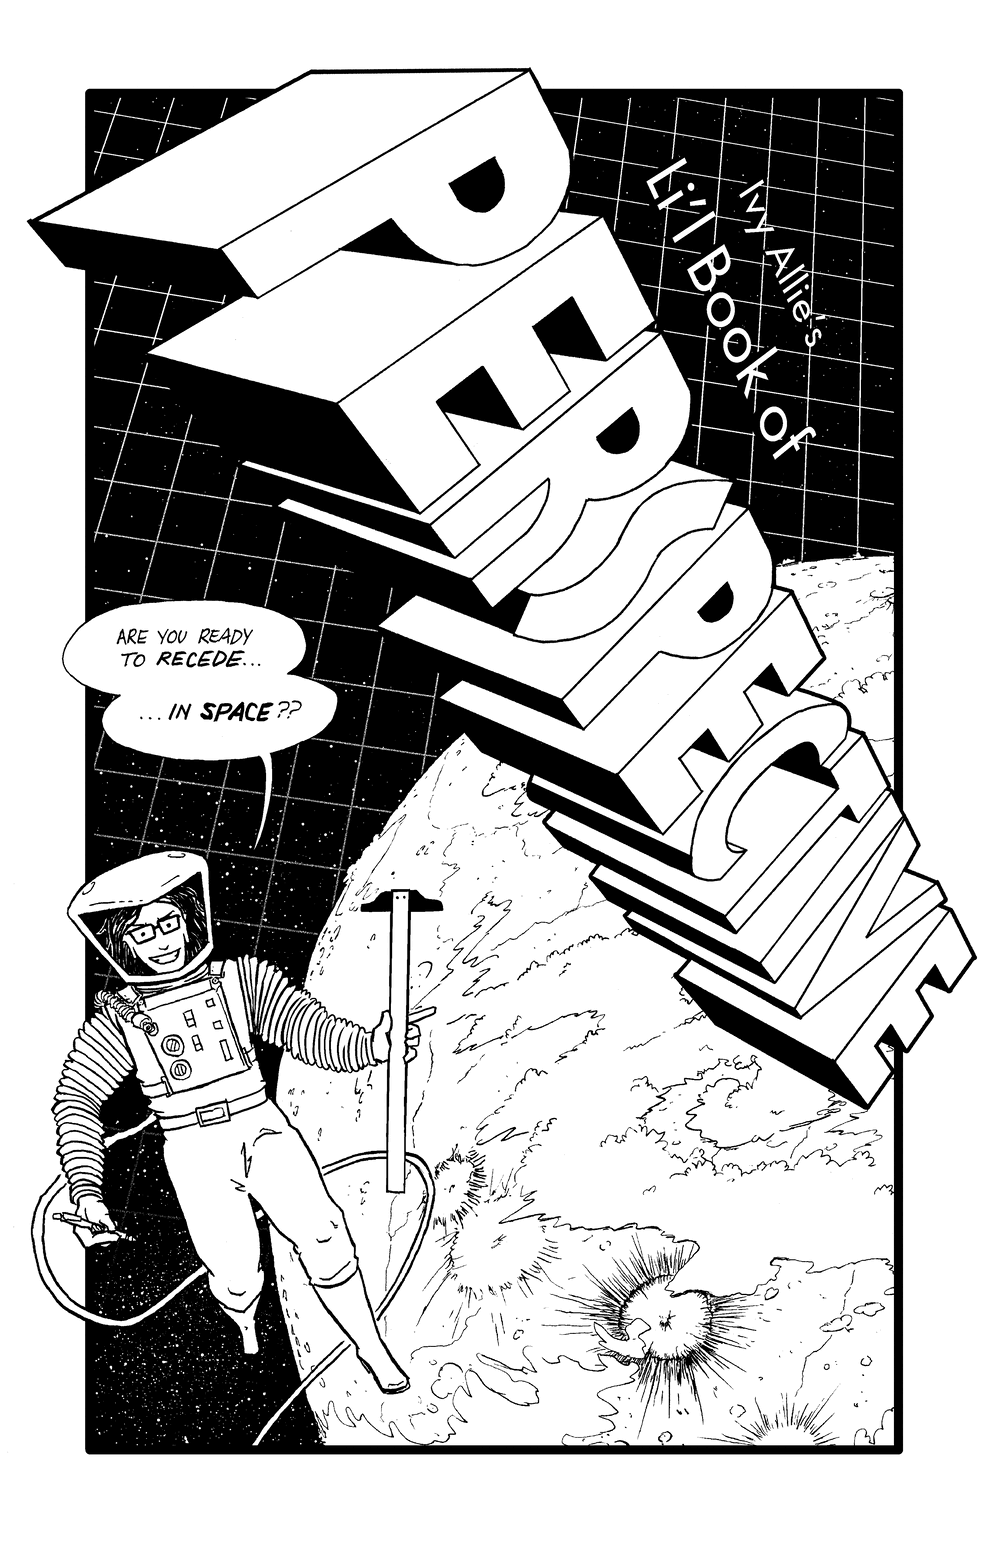 Ivy Allie's
Li'l Book of
PERSPECTIVE
ARE YOU READY
TO RECEDE...
...IN SPACE??